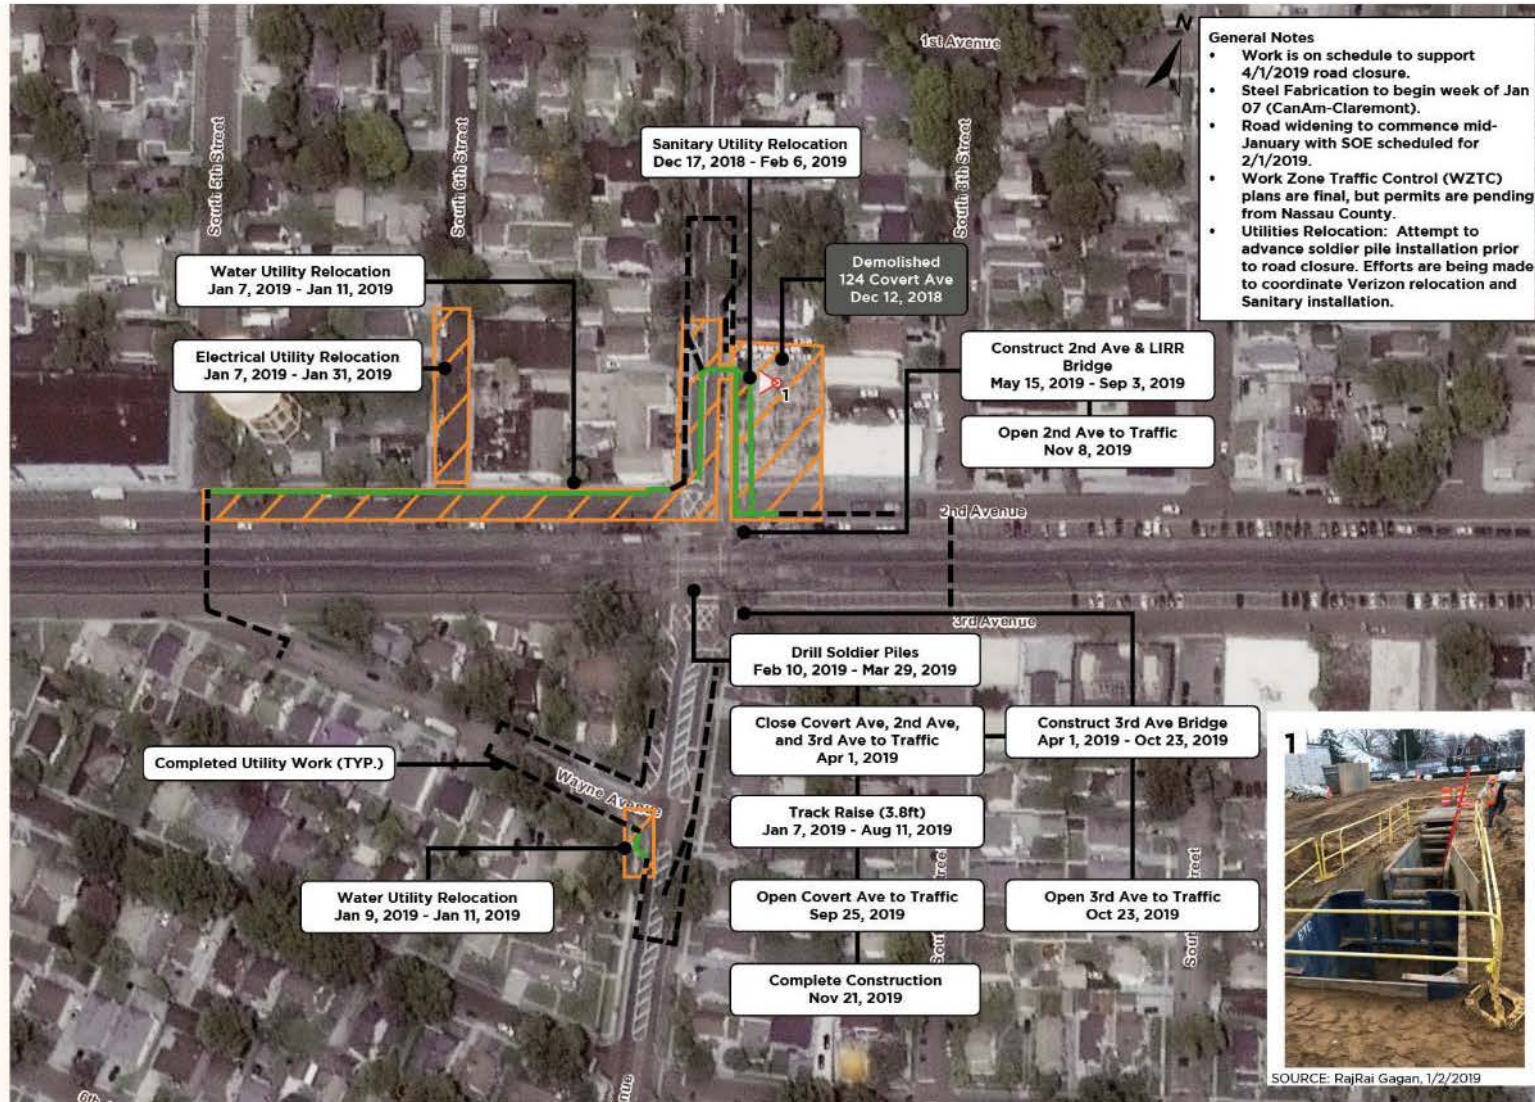 N
1st Avenue
General Notes
• Work is on schedule to support
4/1/2019 road closure.
• Steel Fabrication to begin week of Jan
07 (CanAm-Claremont).
• Road widening to commence mid-
January with SOE scheduled for
2/1/2019.
• Work Zone Traffic Control (WZTC)
plans are final, but permits are pending
from Nassau County.
• Utilities Relocation: Attempt to
advance soldier pile installation prior
to road closure. Efforts are being made
to coordinate Verizon relocation and
Sanitary installation.
South 5th Street
South 6th Street
South 8th Street
Sanitary Utility Relocation
Dec 17, 2018 - Feb 6, 2019
Water Utility Relocation
Jan 7, 2019 - Jan 11, 2019
Demolished
124 Covert Ave
Dec 12, 2018
Electrical Utility Relocation
Jan 7, 2019 - Jan 31, 2019
1
Construct 2nd Ave & LIRR
Bridge
May 15, 2019 - Sep 3, 2019
Open 2nd Ave to Traffic
Nov 8, 2019
2nd Avenue
3rd Avenue
Drill Soldier Piles
Feb 10, 2019 - Mar 29, 2019
Close Covert Ave, 2nd Ave,
and 3rd Ave to Traffic
Apr 1, 2019
Construct 3rd Ave Bridge
Apr 1, 2019 - Oct 23, 2019
Completed Utility Work (TYP.)
Wayne Avenue
Track Raise (3.8ft)
Jan 7, 2019 - Aug 11, 2019
Water Utility Relocation
Jan 9, 2019 - Jan 11, 2019
Open Covert Ave to Traffic
Sep 25, 2019
Open 3rd Ave to Traffic
Oct 23, 2019
Complete Construction
Nov 21, 2019
1
SOURCE: RajRai Gagan, 1/2/2019